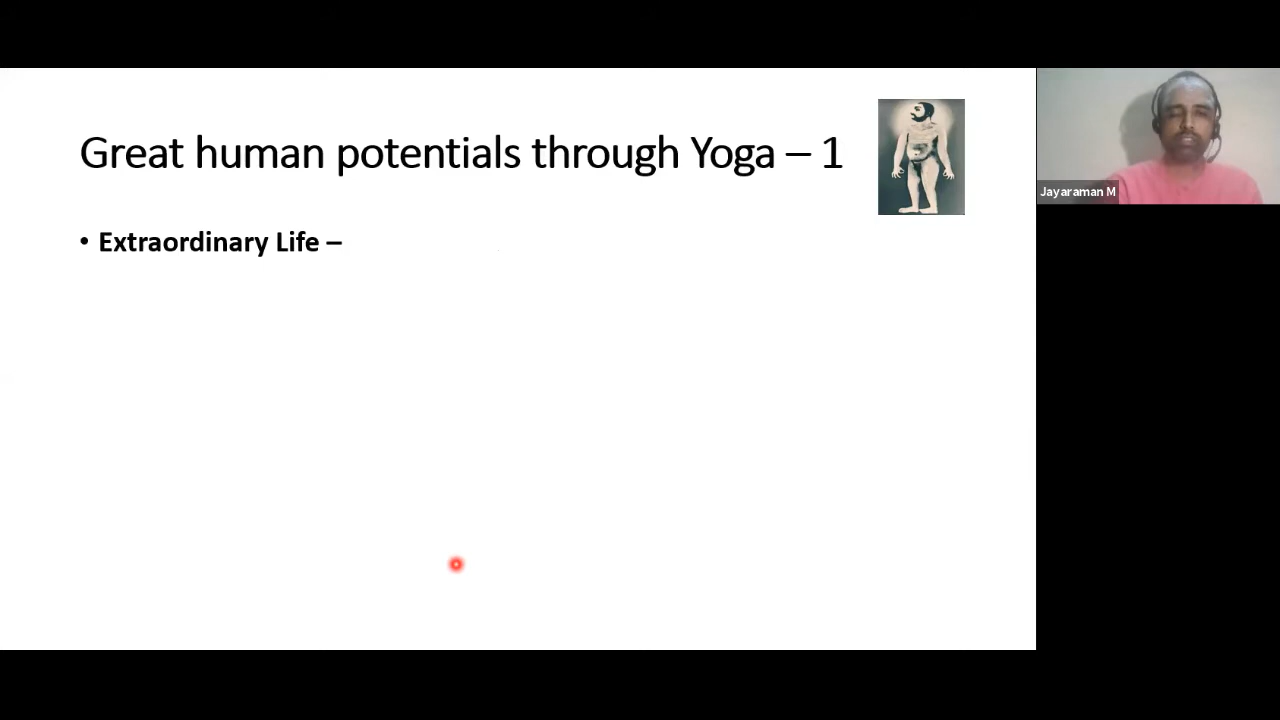 Great human potentials through Yoga – 1
• Extraordinary Life –
Jayaraman M